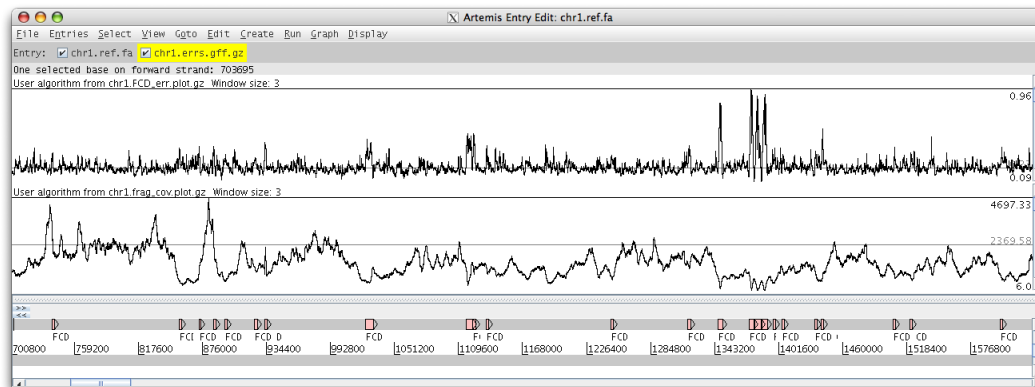 Artemis Entry Edit: chr1.ref.fa
File Entries Select View Goto Edit Create Run Graph Display
Entry: chr1.ref.fa chr1.errs.gff.gz
One selected base on forward strand: 703695
User algorithm from chr1.FCD_err.plot.gz Window size: 3
0.96
0.09
User algorithm from chr1.frag_cov.plot.gz Window size: 3
4697.33
2369.58
6.0
>>
<<
FCD FCD FCD FCD D FCD FCD FCD FCD FCD FCD FCD FCD FCD CD FCD
700800 759200 817600 876000 934400 992800 1051200 1109600 1168000 1226400 1284800 1343200 1401600 1460000 1518400 1576800